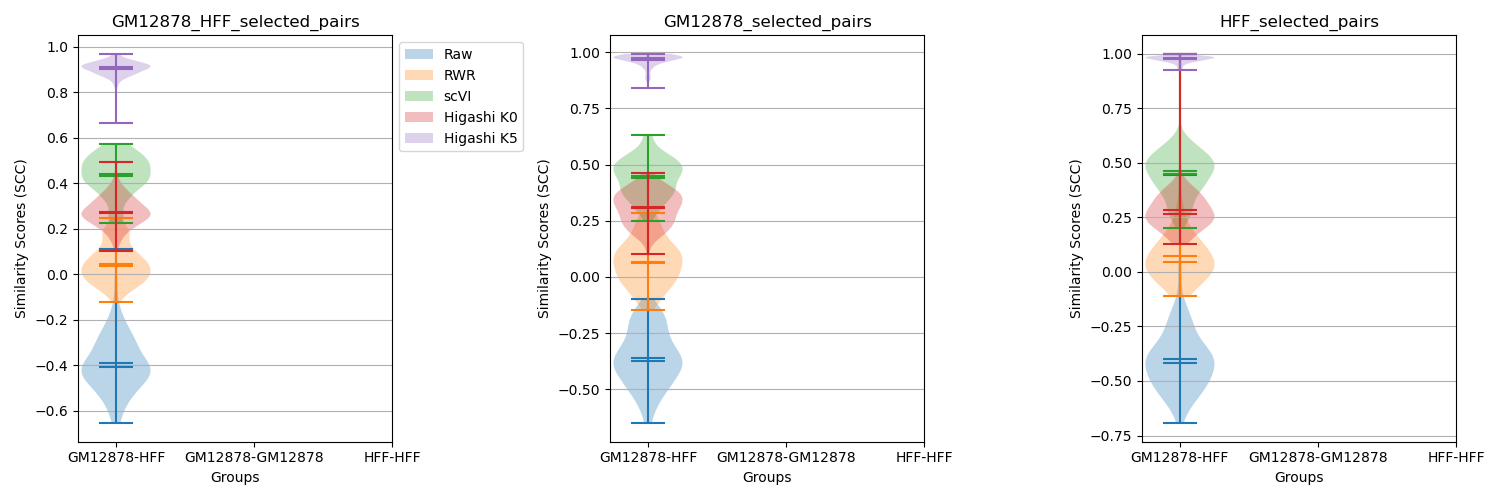 GM12878_HFF_selected_pairs
Similarity Scores (SCC)
1.0
0.8
0.6
0.4
0.2
0.0
−0.2
−0.4
−0.6
GM12878-HFF GM12878-GM12878 HFF-HFF
Groups
Raw
RWR
scVI
Higashi K0
Higashi K5
GM12878_selected_pairs
Similarity Scores (SCC)
1.00
0.75
0.50
0.25
0.00
−0.25
−0.50
GM12878-HFF GM12878-GM12878 HFF-HFF
Groups
HFF_selected_pairs
Similarity Scores (SCC)
1.00
0.75
0.50
0.25
0.00
−0.25
−0.50
−0.75
GM12878-HFF GM12878-GM12878 HFF-HFF
Groups